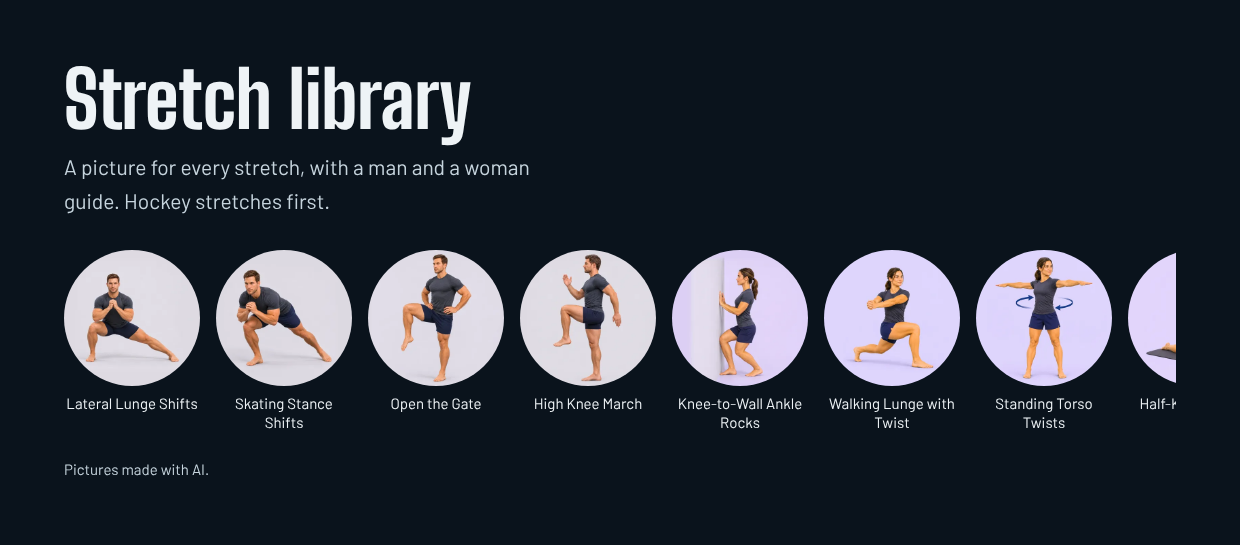 Stretch library
A picture for every stretch, with a man and a woman
guide. Hockey stretches first.
Lateral Lunge Shifts
Skating Stance
Shifts
Open the Gate
High Knee March
Knee-to-Wall Ankle
Rocks
Walking Lunge with
Twist
Standing Torso
Twists
Pictures made with AI.